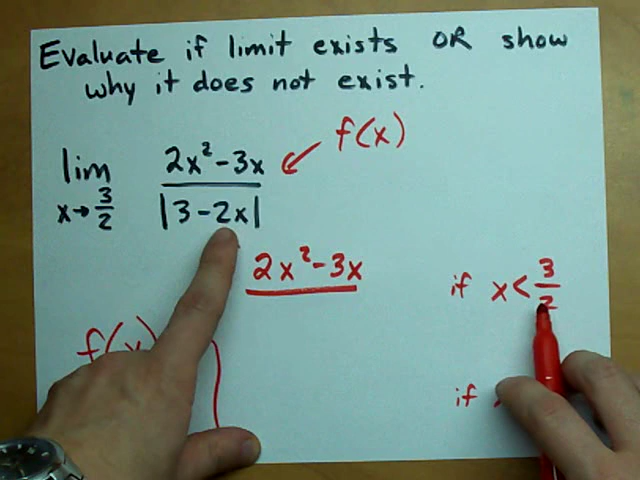 Evaluate if limit exists OR show
why it does not exist.
lim x→3/2 (2x²-3x)/|3-2x| f(x)
2x²-3x if x<3/2
f(x)
if